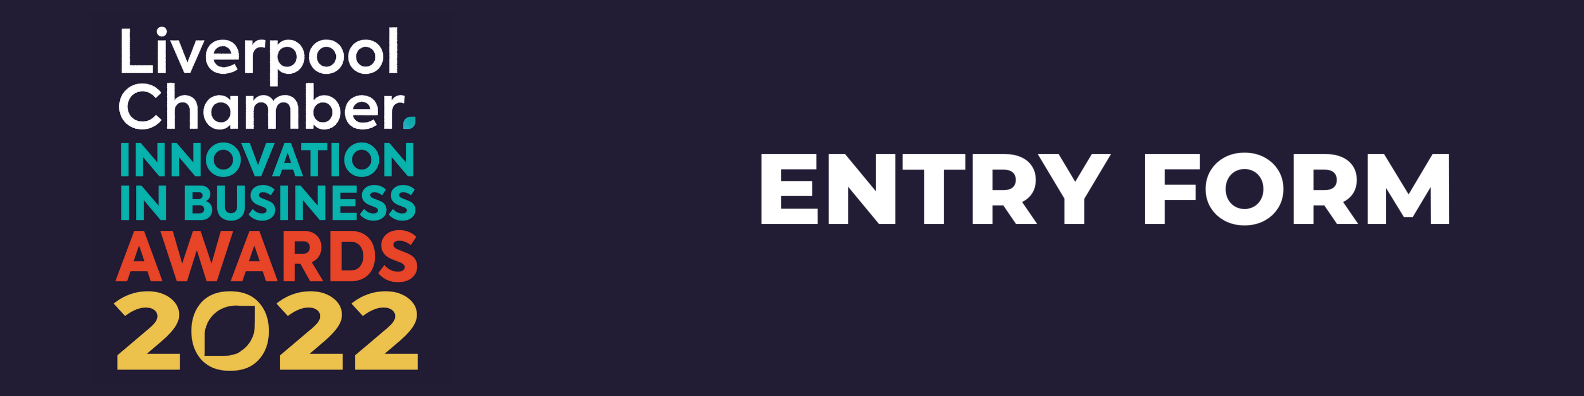 Liverpool
Chamber.
INNOVATION
IN BUSINESS
AWARDS
2022
ENTRY FORM